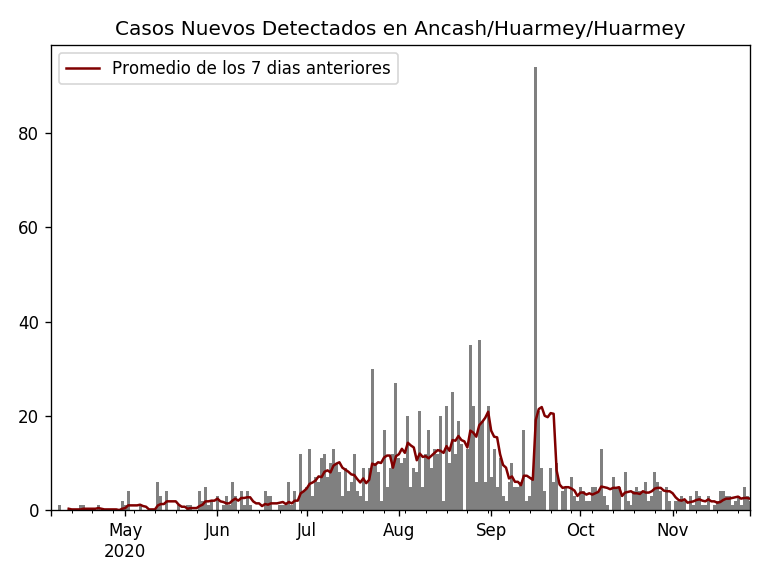 Casos Nuevos Detectados en Ancash/Huarmey/Huarmey
Promedio de los 7 dias anteriores
80
60
40
20
0
May Jun Jul Aug Sep Oct Nov
2020